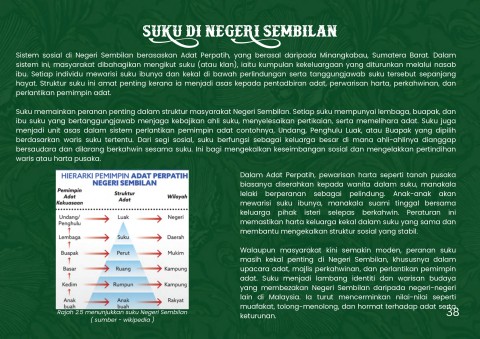 SUKU DI NEGERI SEMBILAN
Sistem sosial di Negeri Sembilan berasaskan Adat Perpatih, yang berasal daripada Minangkabau, Sumatera Barat. Dalam
sistem ini, masyarakat dibahagikan mengikut suku (atau klan), iaitu kumpulan kekeluargaan yang diturunkan melalui nasab
ibu. Setiap individu mewarisi suku ibunya dan kekal di bawah perlindungan serta tanggungjawab suku tersebut sepanjang
hayat. Struktur suku ini amat penting kerana ia menjadi asas kepada pentadbiran adat, perwarisan harta, perkahwinan, dan
perlantikan pemimpin adat.
Suku memainkan peranan penting dalam struktur masyarakat Negeri Sembilan. Setiap suku mempunyai lembaga, buapak, dan
ibu suku yang bertanggungjawab menjaga kebajikan ahli suku, menyelesaikan pertikaian, serta memelihara adat. Suku juga
menjadi unit asas dalam sistem perlantikan pemimpin adat contohnya, Undang, Penghulu Luak, atau Buapak yang dipilih
berdasarkan waris suku tertentu. Dari segi sosial, suku berfungsi sebagai keluarga besar di mana ahli-ahlinya dianggap
bersaudara dan dilarang berkahwin sesama suku. Ini bagi mengekalkan keseimbangan sosial dan mengelakkan pertindihan
waris atau harta pusaka.
HIERARKI PEMIMPIN ADAT PERPATIH
NEGERI SEMBILAN
Pemimpin
Adat
Kekuasaan
Struktur
Adat
Wilayah
Undang/
Penghulu
Luak
Negeri
Lembaga
Suku
Daerah
Buapak
Perut
Mukim
Basar
Ruang
Kampung
Kedim
Rumpun
Kampung
Anak
buah
Anak
buah
Rakyat
Rajah 2.5 menunjukkan suku Negeri Sembilan
( sumber - wikipedia )
Dalam Adat Perpatih, pewarisan harta seperti tanah pusaka
biasanya diserahkan kepada wanita dalam suku, manakala
lelaki berperanan sebagai pelindung. Anak-anak akan
mewarisi suku ibunya, manakala suami tinggal bersama
keluarga pihak isteri selepas berkahwin. Peraturan ini
memastikan harta keluarga kekal dalam suku yang sama dan
membantu mengekalkan struktur sosial yang stabil.
Walaupun masyarakat kini semakin moden, peranan suku
masih kekal penting di Negeri Sembilan, khususnya dalam
upacara adat, majlis perkahwinan, dan perlantikan pemimpin
adat. Suku menjadi lambang identiti dan warisan budaya
yang membezakan Negeri Sembilan daripada negeri-negeri
lain di Malaysia. Ia turut mencerminkan nilai-nilai seperti
muafakat, tolong-menolong, dan hormat terhadap adat serta
keturunan.
38